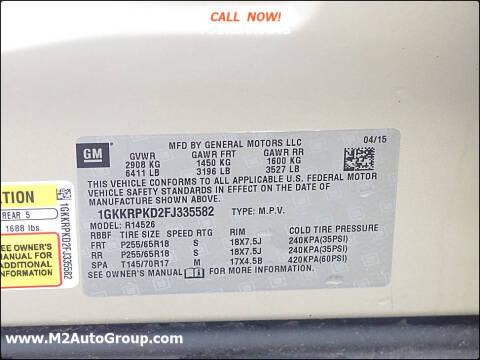 CALL NOW!
MFD BY GENERAL MOTORS LLC
04/15
GM
GVWR GAWR FRT GAWR RR
2908 KG 1450 KG 1600 KG
6411 LB 3196 LB 3527 LB
THIS VEHICLE CONFORMS TO ALL APPLICABLE U.S. FEDERAL MOTOR
VEHICLE SAFETY STANDARDS IN EFFECT ON THE DATE OF
MANUFACTURE SHOWN ABOVE.
1GKKRPKD2FJ335582 TYPE: M.P.V.
MODEL: R14526
RBBF TIRE SIZE SPEED RTG RIM COLD TIRE PRESSURE
FRT P255/65R18 S 18X7.5J 240KPA(35PSI)
RR P255/65R18 S 18X7.5J 240KPA(35PSI)
SPA T145/70R17 M 17X4.5B 420KPA(60PSI)
SEE OWNER'S MANUAL FOR MORE INFORMATION.
ATION
REAR 5
1688 lbs.
SEE OWNER'S
MANUAL FOR
ADDITIONAL
1GKKRPKD2FJ335582
www.M2AutoGroup.com